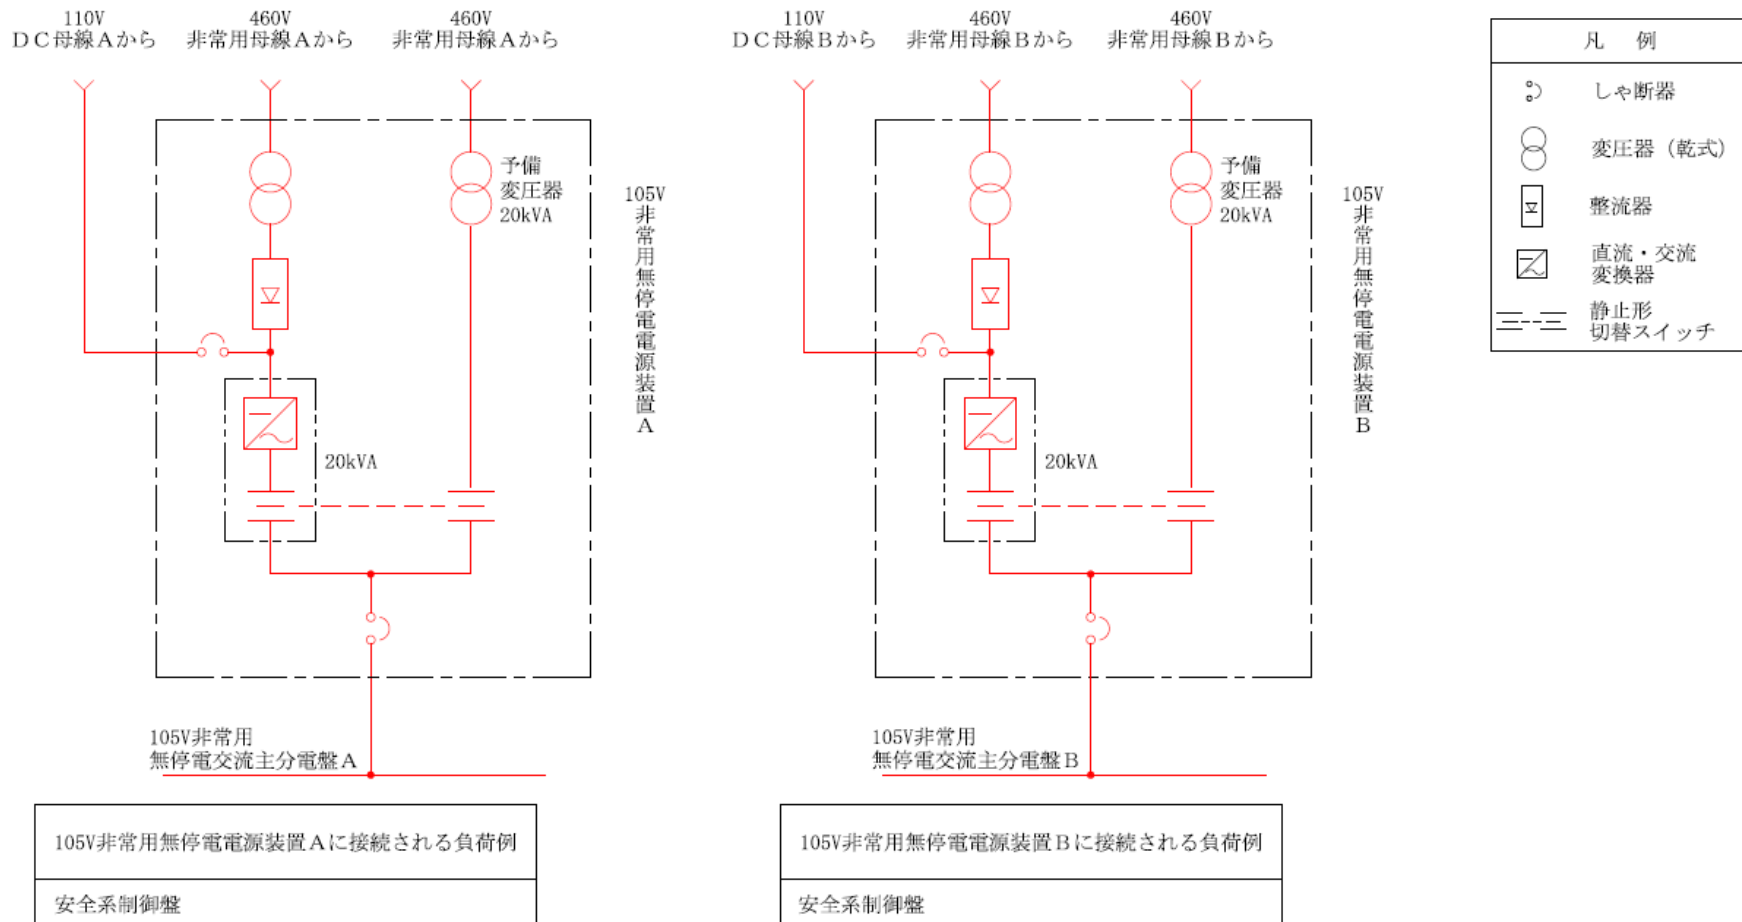 110V
DC母線Aから
460V
非常用母線Aから
460V
非常用母線Aから
予備
変圧器
20kVA
20kVA
105V非常用無停電電源装置A
105V非常用
無停電交流主分電盤A
105V非常用無停電電源装置Aに接続される負荷例
安全系制御盤
110V
DC母線Bから
460V
非常用母線Bから
460V
非常用母線Bから
予備
変圧器
20kVA
20kVA
105V非常用無停電電源装置B
105V非常用
無停電交流主分電盤B
105V非常用無停電電源装置Bに接続される負荷例
安全系制御盤
凡 例
しゃ断器
変圧器（乾式）
整流器
直流・交流
変換器
静止形
切替スイッチ